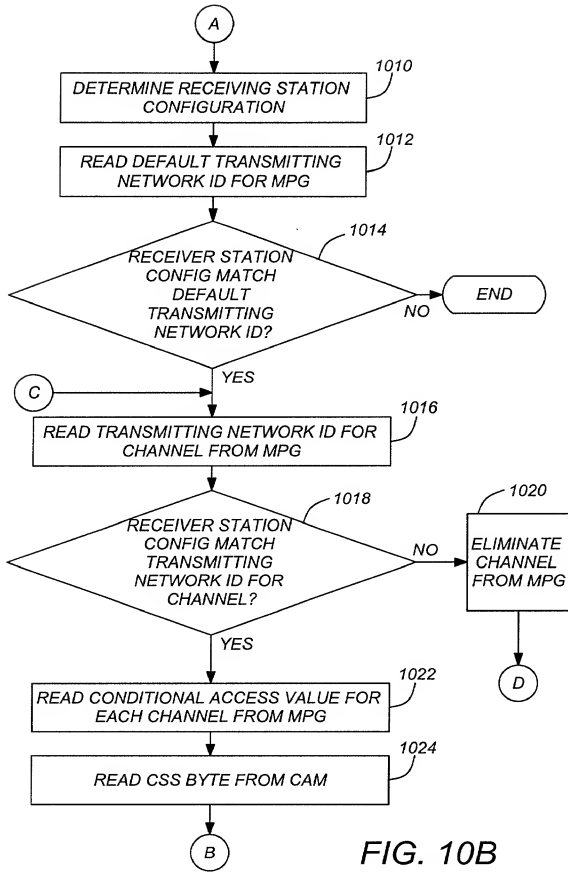 A
1010
DETERMINE RECEIVING STATION
CONFIGURATION
1012
READ DEFAULT TRANSMITTING
NETWORK ID FOR MPG
1014
RECEIVER STATION
CONFIG MATCH
DEFAULT
TRANSMITTING
NETWORK ID?
NO
END
YES
C
1016
READ TRANSMITTING NETWORK ID FOR
CHANNEL FROM MPG
1018
RECEIVER STATION
CONFIG MATCH
TRANSMITTING
NETWORK ID FOR
CHANNEL?
NO
1020
ELIMINATE
CHANNEL
FROM MPG
D
YES
1022
READ CONDITIONAL ACCESS VALUE FOR
EACH CHANNEL FROM MPG
1024
READ CSS BYTE FROM CAM
B
FIG. 10B